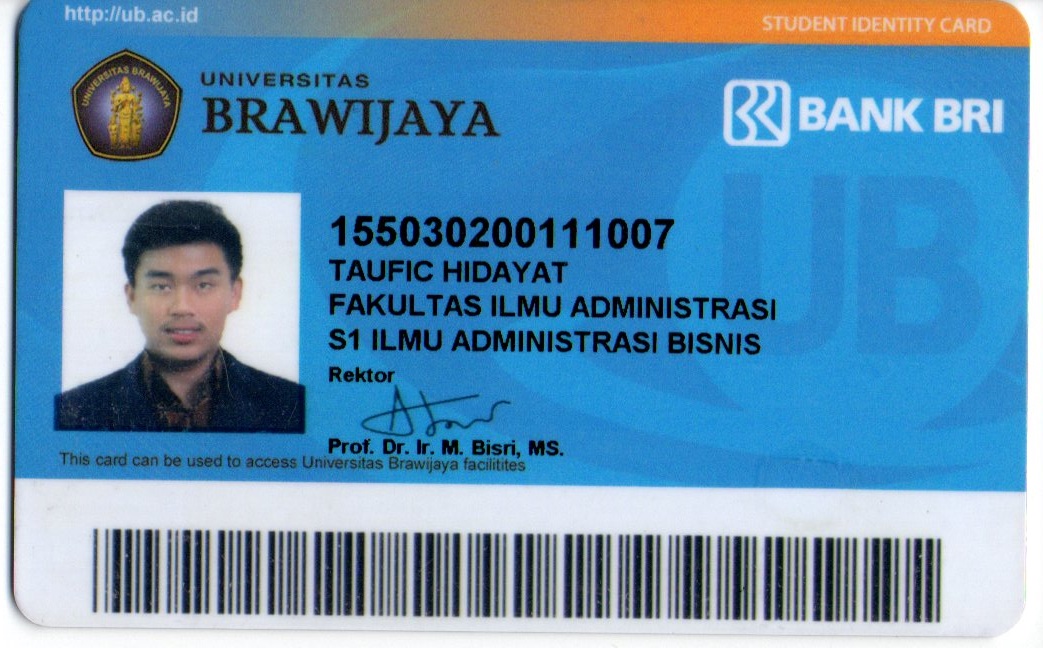 http://ub.ac.id
STUDENT IDENTITY CARD
UNIVERSITAS BRAWIJAYA
UNIVERSITAS
BRAWIJAYA
BANK BRI
UB
155030200111007
TAUFIC HIDAYAT
FAKULTAS ILMU ADMINISTRASI
S1 ILMU ADMINISTRASI BISNIS
Rektor
Prof. Dr. Ir. M. Bisri, MS.
This card can be used to access Universitas Brawijaya facilitites